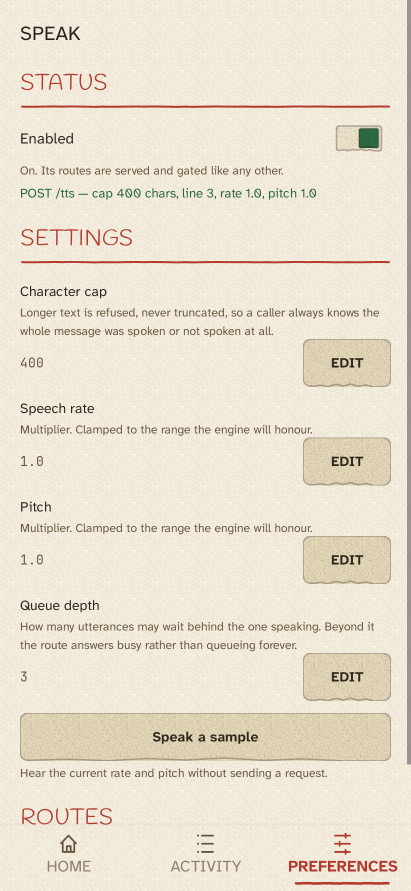 SPEAK
STATUS
Enabled
On. Its routes are served and gated like any other.
POST /tts — cap 400 chars, line 3, rate 1.0, pitch 1.0
SETTINGS
Character cap
Longer text is refused, never truncated, so a caller always knows the
whole message was spoken or not spoken at all.
400
EDIT
Speech rate
Multiplier. Clamped to the range the engine will honour.
1.0
EDIT
Pitch
Multiplier. Clamped to the range the engine will honour.
1.0
EDIT
Queue depth
How many utterances may wait behind the one speaking. Beyond it
the route answers busy rather than queueing forever.
3
EDIT
Speak a sample
Hear the current rate and pitch without sending a request.
ROUTES
HOME
ACTIVITY
PREFERENCES